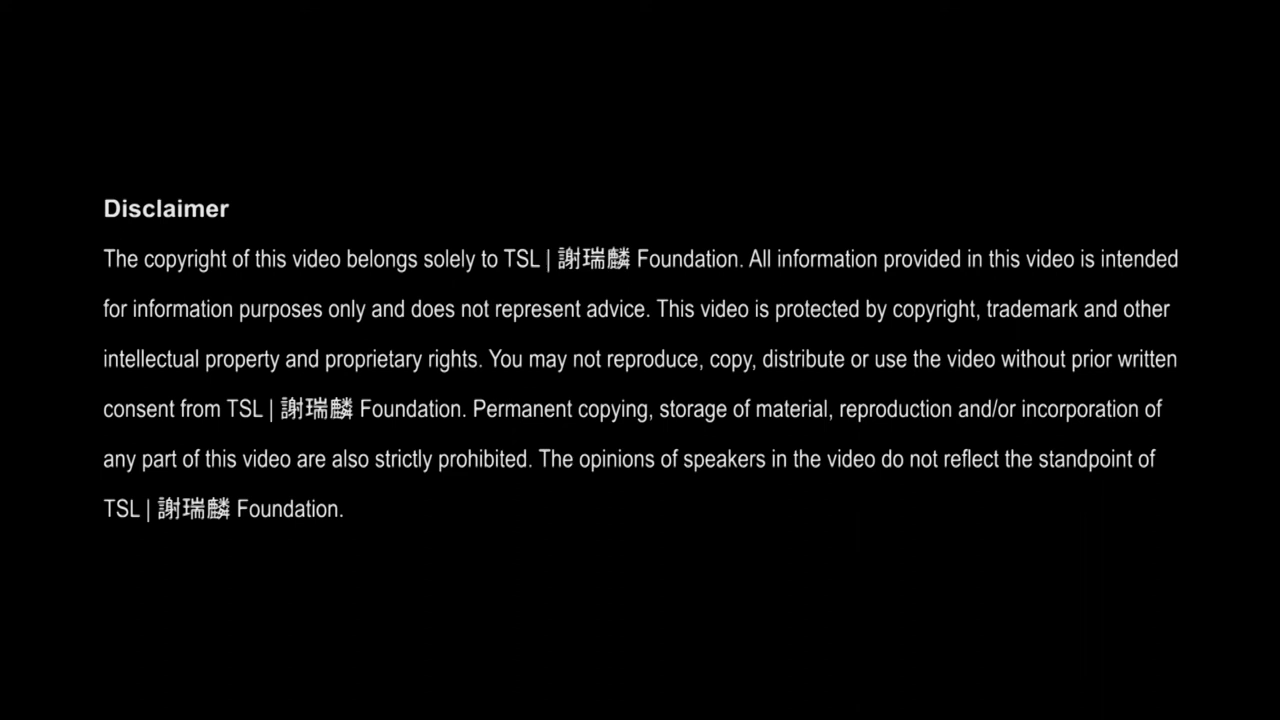 Disclaimer
The copyright of this video belongs solely to TSL | 謝瑞麟 Foundation. All information provided in this video is intended
for information purposes only and does not represent advice. This video is protected by copyright, trademark and other
intellectual property and proprietary rights. You may not reproduce, copy, distribute or use the video without prior written
consent from TSL | 謝瑞麟 Foundation. Permanent copying, storage of material, reproduction and/or incorporation of
any part of this video are also strictly prohibited. The opinions of speakers in the video do not reflect the standpoint of
TSL | 謝瑞麟 Foundation.